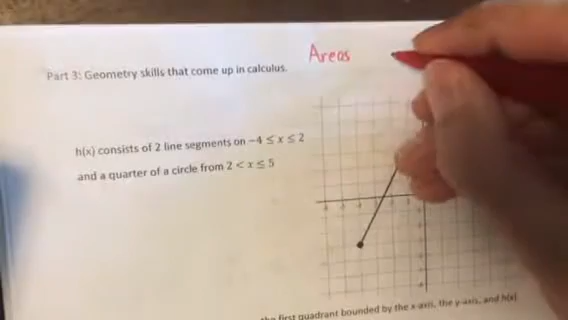 Areas
Part 3: Geometry skills that come up in calculus.
h(x) consists of 2 line segments on −4 ≤ x ≤ 2
and a quarter of a circle from 2 < x ≤ 5
the first quadrant bounded by the x-axis, the y-axis, and h(x)